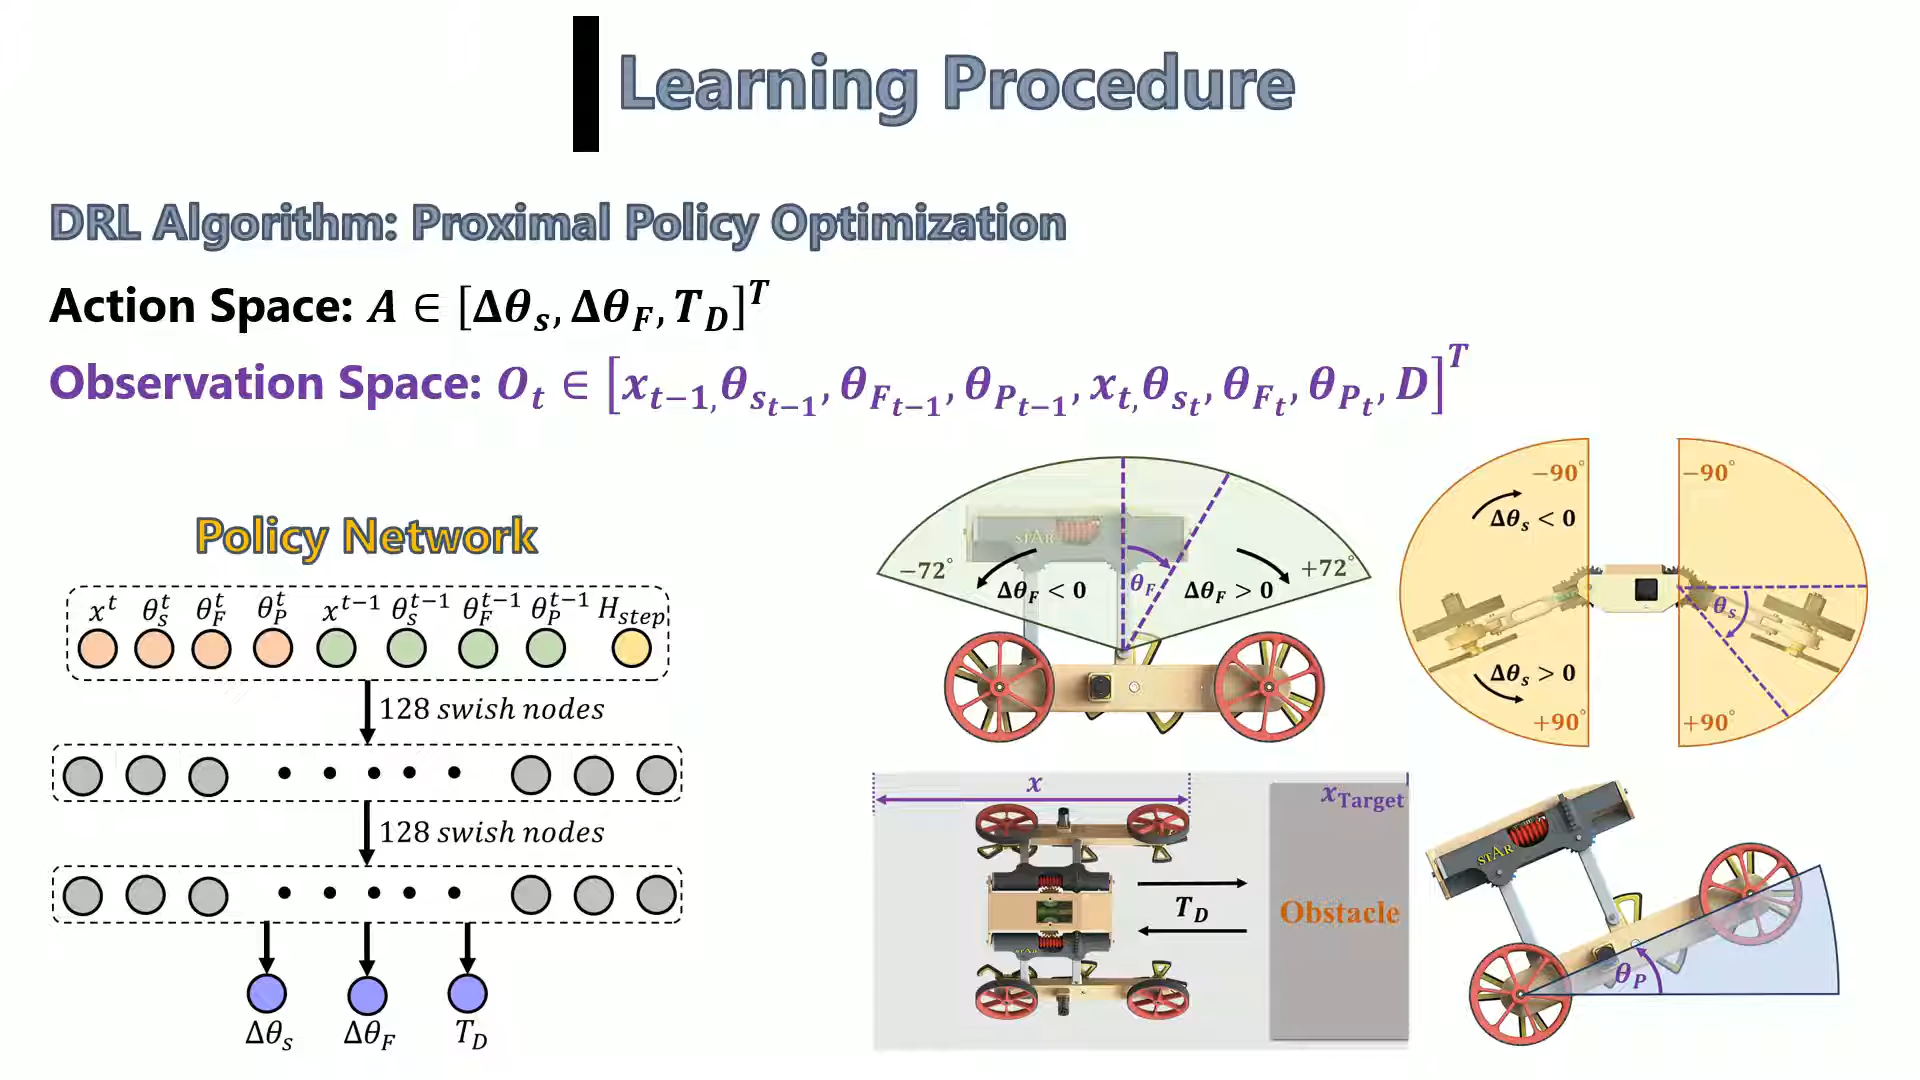 Learning Procedure
DRL Algorithm: Proximal Policy Optimization
Action Space: A ∈ [Δθ_s, Δθ_F, T_D]^T
Observation Space: O_t ∈ [x_{t−1}, θ_{s_{t−1}}, θ_{F_{t−1}}, θ_{P_{t−1}}, x_t, θ_{s_t}, θ_{F_t}, θ_{P_t}, D]^T
Policy Network
x^t θ_s^t θ_F^t θ_P^t x^{t−1} θ_s^{t−1} θ_F^{t−1} θ_P^{t−1} H_step
128 swish nodes
128 swish nodes
Δθ_s Δθ_F T_D
STAR
−72° +72°
Δθ_F < 0 θ_F Δθ_F > 0
−90° −90°
Δθ_s < 0
θ_s
Δθ_s > 0
+90° +90°
x x_Target
T_D
Obstacle
STAR
STAR
θ_P